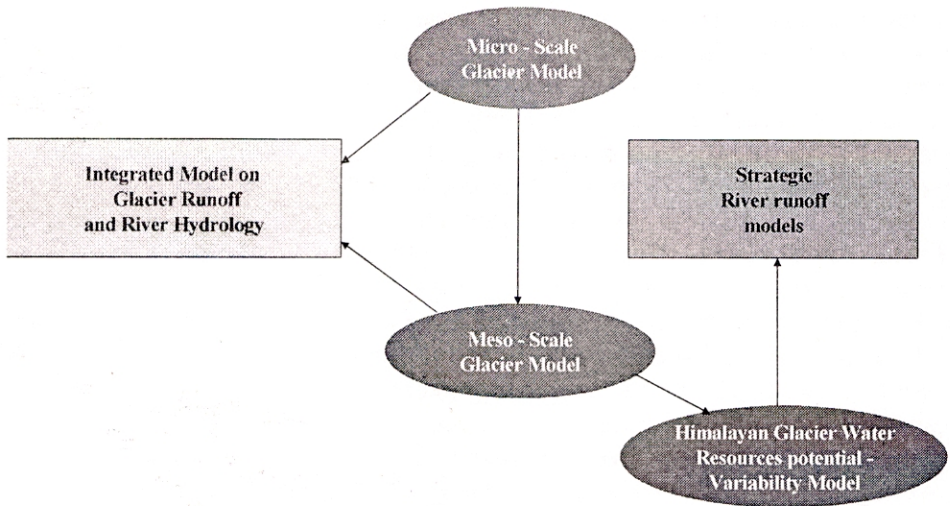 Micro - Scale
Glacier Model
Integrated Model on
Glacier Runoff
and River Hydrology
Strategic
River runoff
models
Meso - Scale
Glacier Model
Himalayan Glacier Water
Resources potential -
Variability Model